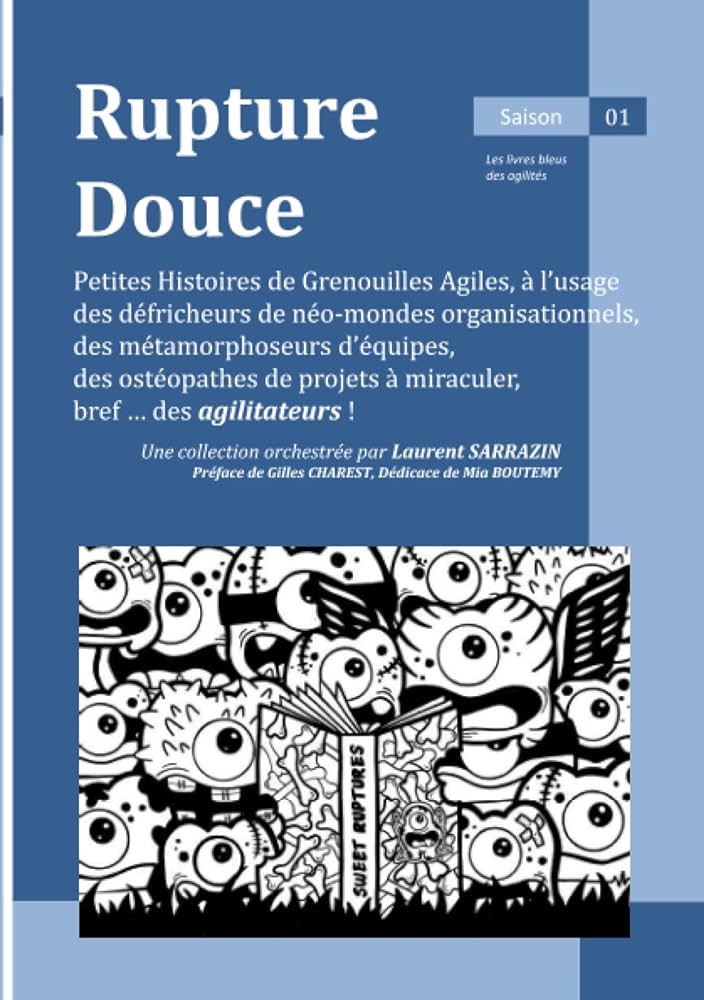 Rupture
Douce
Saison 01
Les livres bleus
des agilités
Petites Histoires de Grenouilles Agiles, à l'usage
des défricheurs de néo-mondes organisationnels,
des métamorphoseurs d'équipes,
des ostéopathes de projets à miraculer,
bref ... des agilitateurs !
Une collection orchestrée par Laurent SARRAZIN
Préface de Gilles CHAREST, Dédicace de Mia BOUTEMY
SWEET RUPTURES